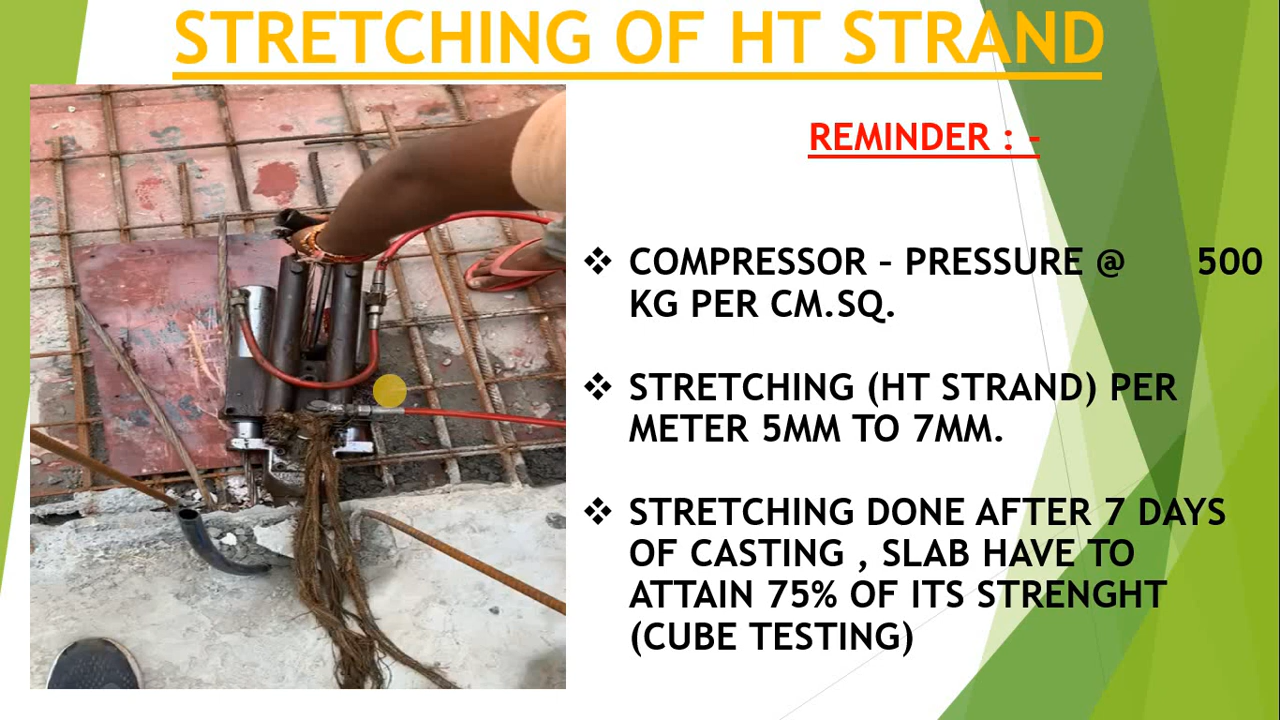 STRETCHING OF HT STRAND
REMINDER : -
❖ COMPRESSOR – PRESSURE @ 500
KG PER CM.SQ.
❖ STRETCHING (HT STRAND) PER
METER 5MM TO 7MM.
❖ STRETCHING DONE AFTER 7 DAYS
OF CASTING , SLAB HAVE TO
ATTAIN 75% OF ITS STRENGHT
(CUBE TESTING)